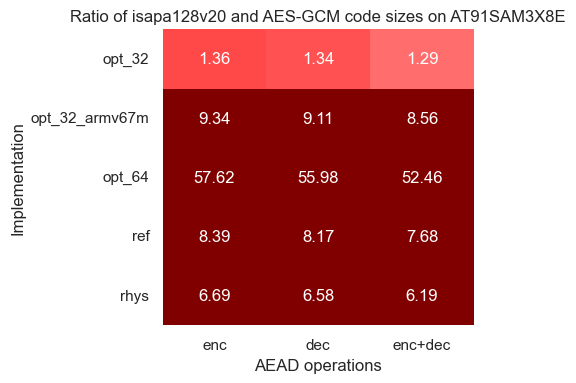 Ratio of isapa128v20 and AES-GCM code sizes on AT91SAM3X8E
opt_32 1.36 1.34 1.29
opt_32_armv67m 9.34 9.11 8.56
opt_64 57.62 55.98 52.46
ref 8.39 8.17 7.68
rhys 6.69 6.58 6.19
Implementation
enc dec enc+dec
AEAD operations